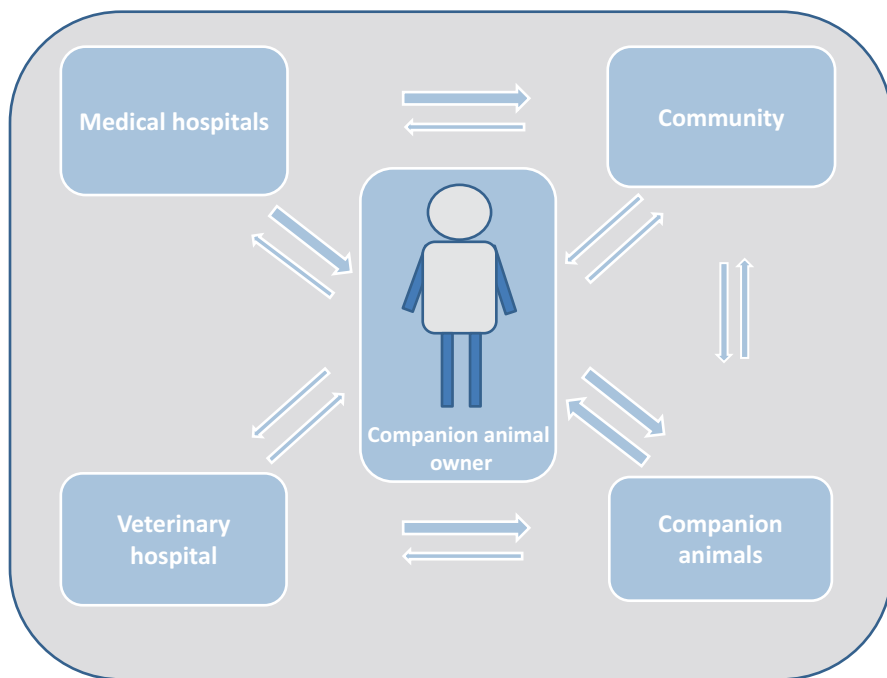 Medical hospitals
Community
Companion animal
owner
Veterinary
hospital
Companion
animals